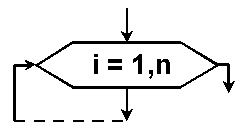 i = 1,n